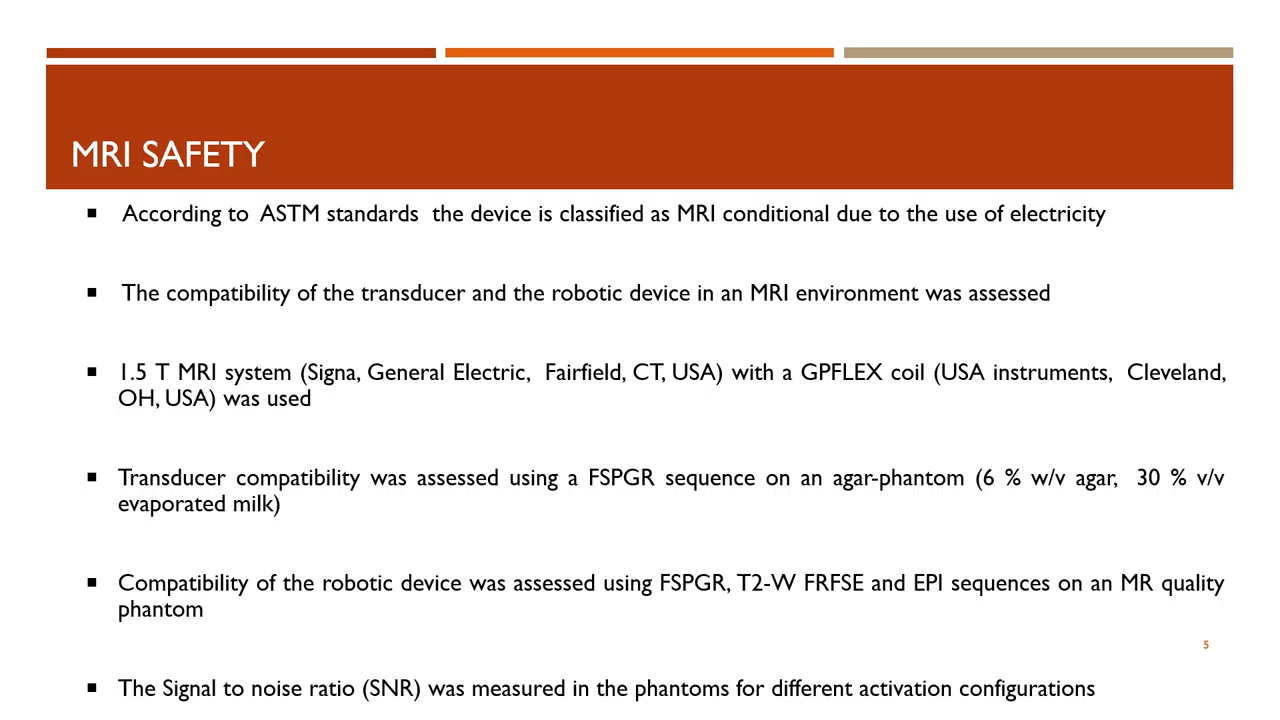 MRI SAFETY
▪ According to ASTM standards the device is classified as MRI conditional due to the use of electricity
▪ The compatibility of the transducer and the robotic device in an MRI environment was assessed
▪ 1.5 T MRI system (Signa, General Electric, Fairfield, CT, USA) with a GPFLEX coil (USA instruments, Cleveland,
OH, USA) was used
▪ Transducer compatibility was assessed using a FSPGR sequence on an agar-phantom (6 % w/v agar, 30 % v/v
evaporated milk)
▪ Compatibility of the robotic device was assessed using FSPGR, T2-W FRFSE and EPI sequences on an MR quality
phantom
5
▪ The Signal to noise ratio (SNR) was measured in the phantoms for different activation configurations